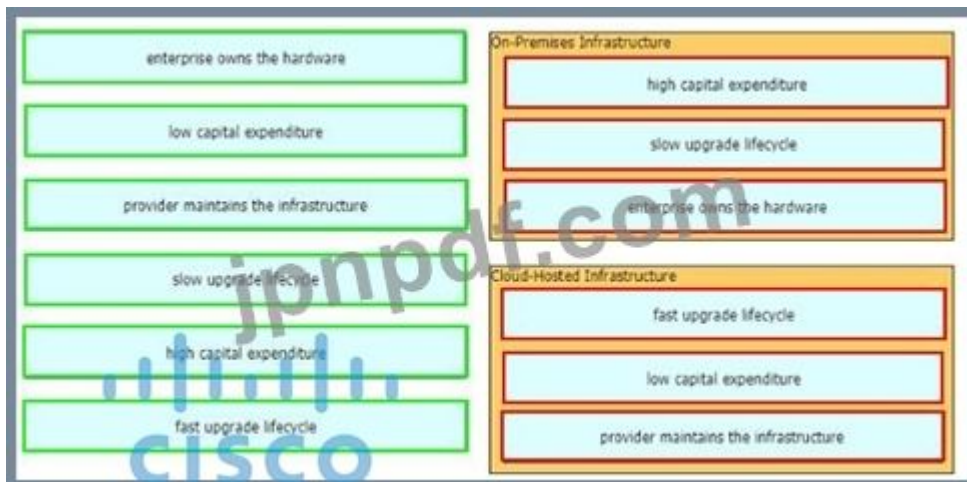 enterprise owns the hardware
low capital expenditure
provider maintains the infrastructure
slow upgrade lifecycle
high capital expenditure
fast upgrade lifecycle
On-Premises Infrastructure
high capital expenditure
slow upgrade lifecycle
enterprise owns the hardware
Cloud-Hosted Infrastructure
fast upgrade lifecycle
low capital expenditure
provider maintains the infrastructure
jpnpdf.com
CISCO